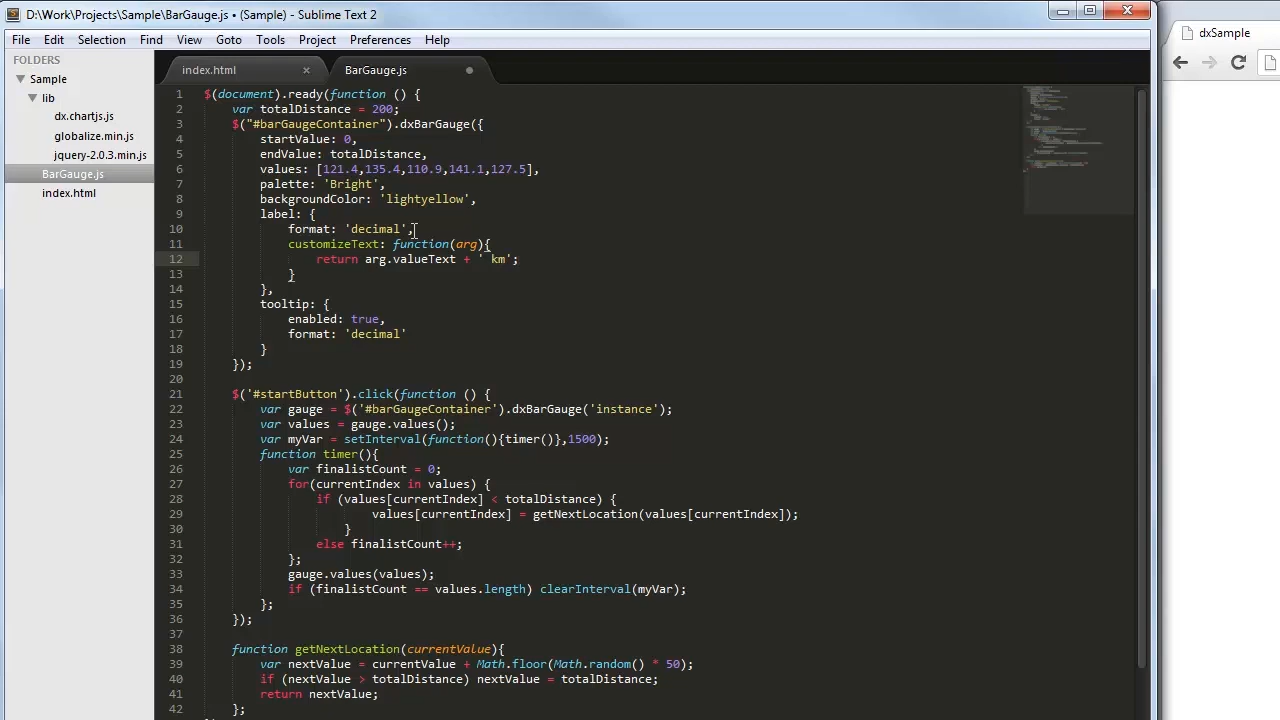 D:\Work\Projects\Sample\BarGauge.js • (Sample) - Sublime Text 2
dxSample
File Edit Selection Find View Goto Tools Project Preferences Help
FOLDERS
Sample
lib
dx.chartjs.js
globalize.min.js
jquery-2.0.3.min.js
BarGauge.js
index.html
index.html × BarGauge.js
1 $(document).ready(function () {
2 var totalDistance = 200;
3 $("#barGaugeContainer").dxBarGauge({
4 startValue: 0,
5 endValue: totalDistance,
6 values: [121.4,135.4,110.9,141.1,127.5],
7 palette: 'Bright',
8 backgroundColor: 'lightyellow',
9 label: {
10 format: 'decimal',
11 customizeText: function(arg){
12 return arg.valueText + ' km';
13 }
14 },
15 tooltip: {
16 enabled: true,
17 format: 'decimal'
18 }
19 });
20
21 $('#startButton').click(function () {
22 var gauge = $('#barGaugeContainer').dxBarGauge('instance');
23 var values = gauge.values();
24 var myVar = setInterval(function(){timer()},1500);
25 function timer(){
26 var finalistCount = 0;
27 for(currentIndex in values) {
28 if (values[currentIndex] < totalDistance) {
29 values[currentIndex] = getNextLocation(values[currentIndex]);
30 }
31 else finalistCount++;
32 };
33 gauge.values(values);
34 if (finalistCount == values.length) clearInterval(myVar);
35 };
36 });
37
38 function getNextLocation(currentValue){
39 var nextValue = currentValue + Math.floor(Math.random() * 50);
40 if (nextValue > totalDistance) nextValue = totalDistance;
41 return nextValue;
42 };